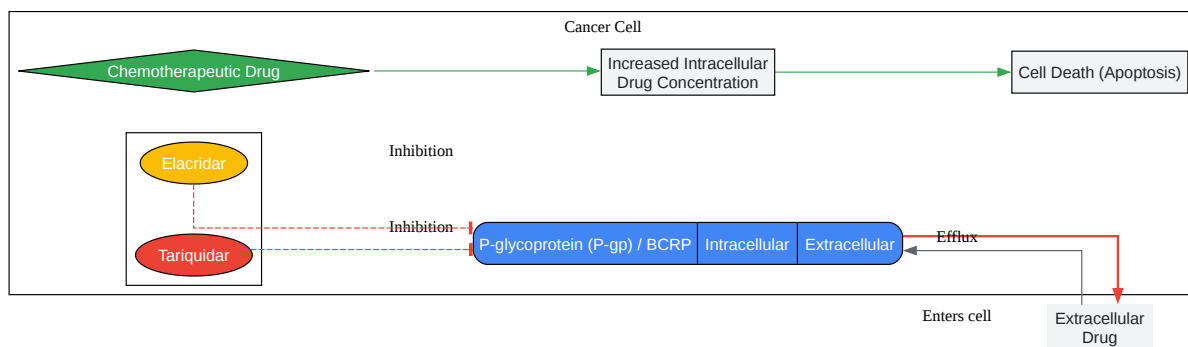 Cancer Cell
Chemotherapeutic Drug
Increased Intracellular
Drug Concentration
Cell Death (Apoptosis)
Elacridar
Inhibition
Tariquidar
Inhibition
P-glycoprotein (P-gp) / BCRP
Intracellular
Extracellular
Efflux
Enters cell
Extracellular
Drug